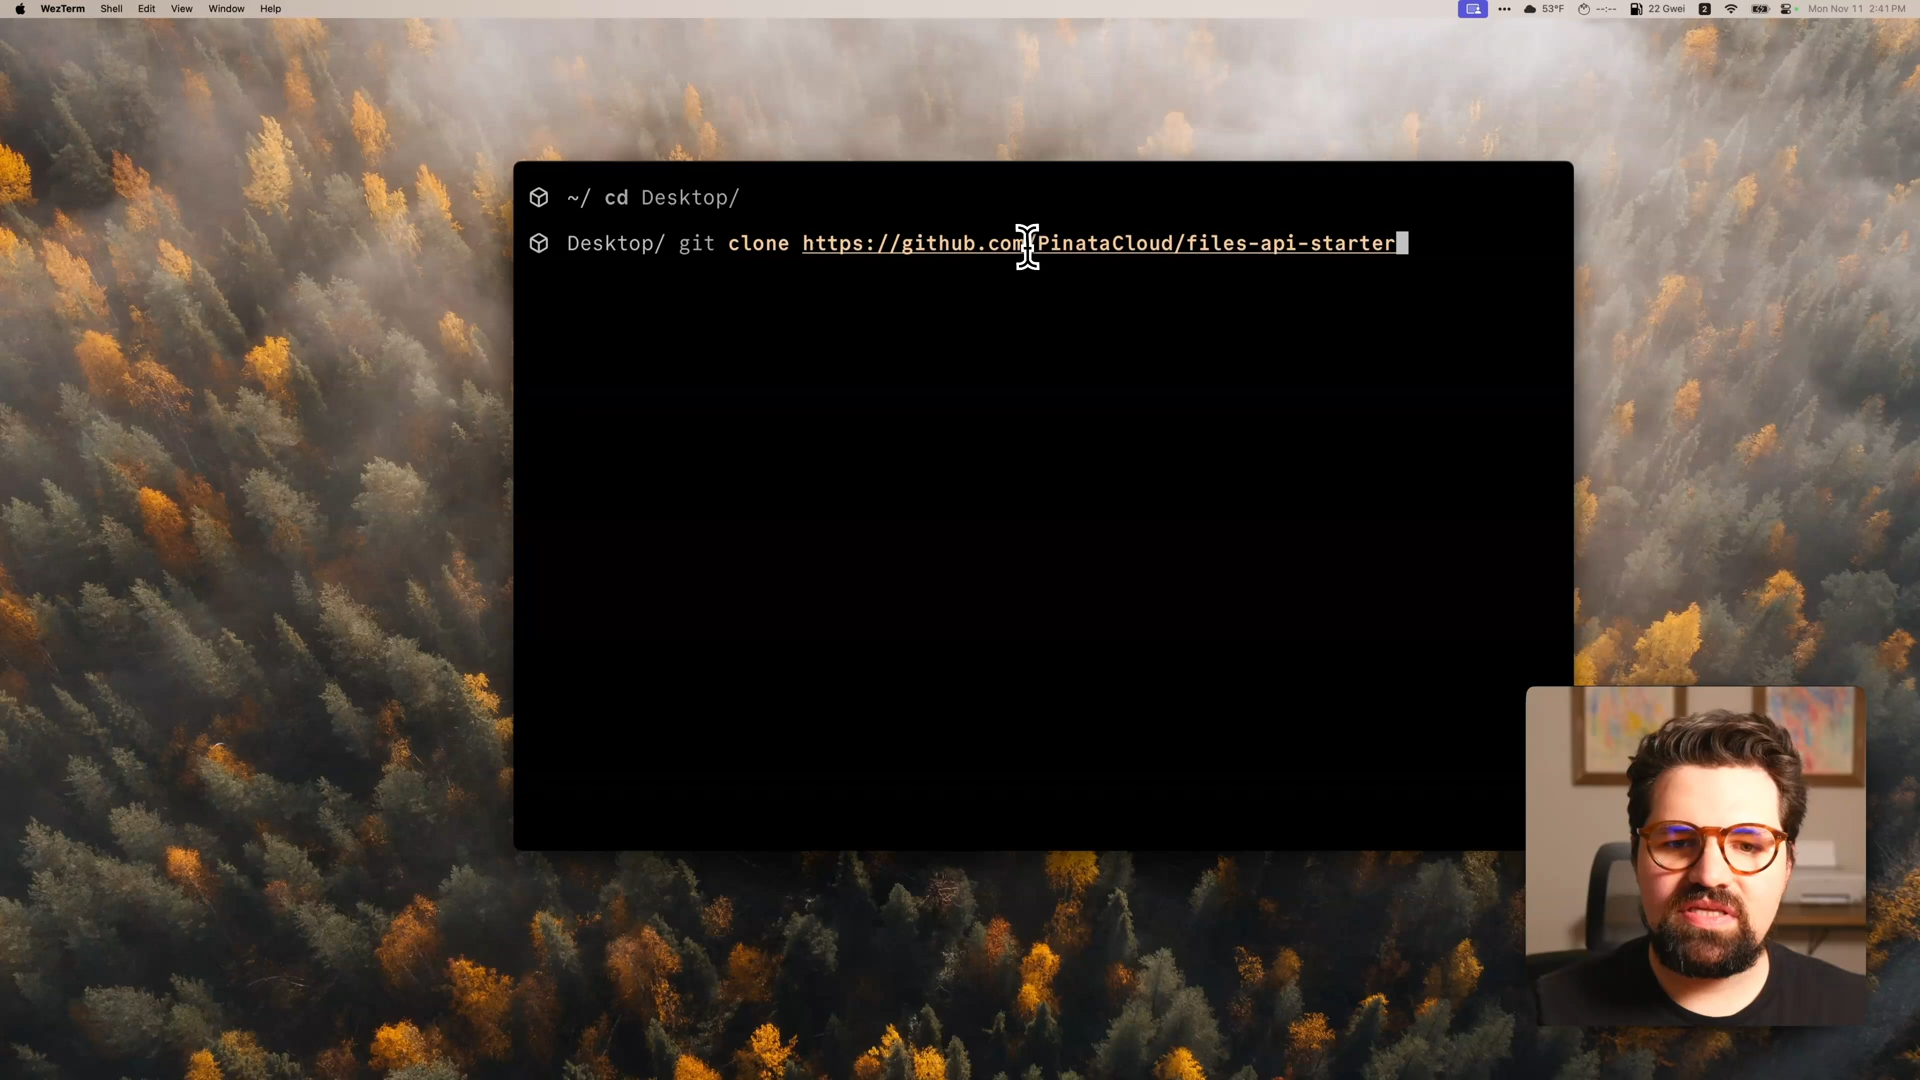 WezTerm Shell Edit View Window Help ••• 53°F --:-- 22 Gwei 2 Mon Nov 11 2:41 PM
~/ cd Desktop/
Desktop/ git clone https://github.com/PinataCloud/files-api-starter